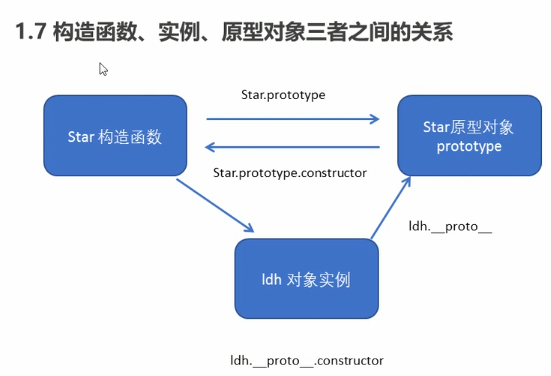 1.7 构造函数、实例、原型对象三者之间的关系
Star.prototype
Star 构造函数
Star原型对象
prototype
Star.prototype.constructor
ldh.__proto__
ldh 对象实例
ldh.__proto__.constructor